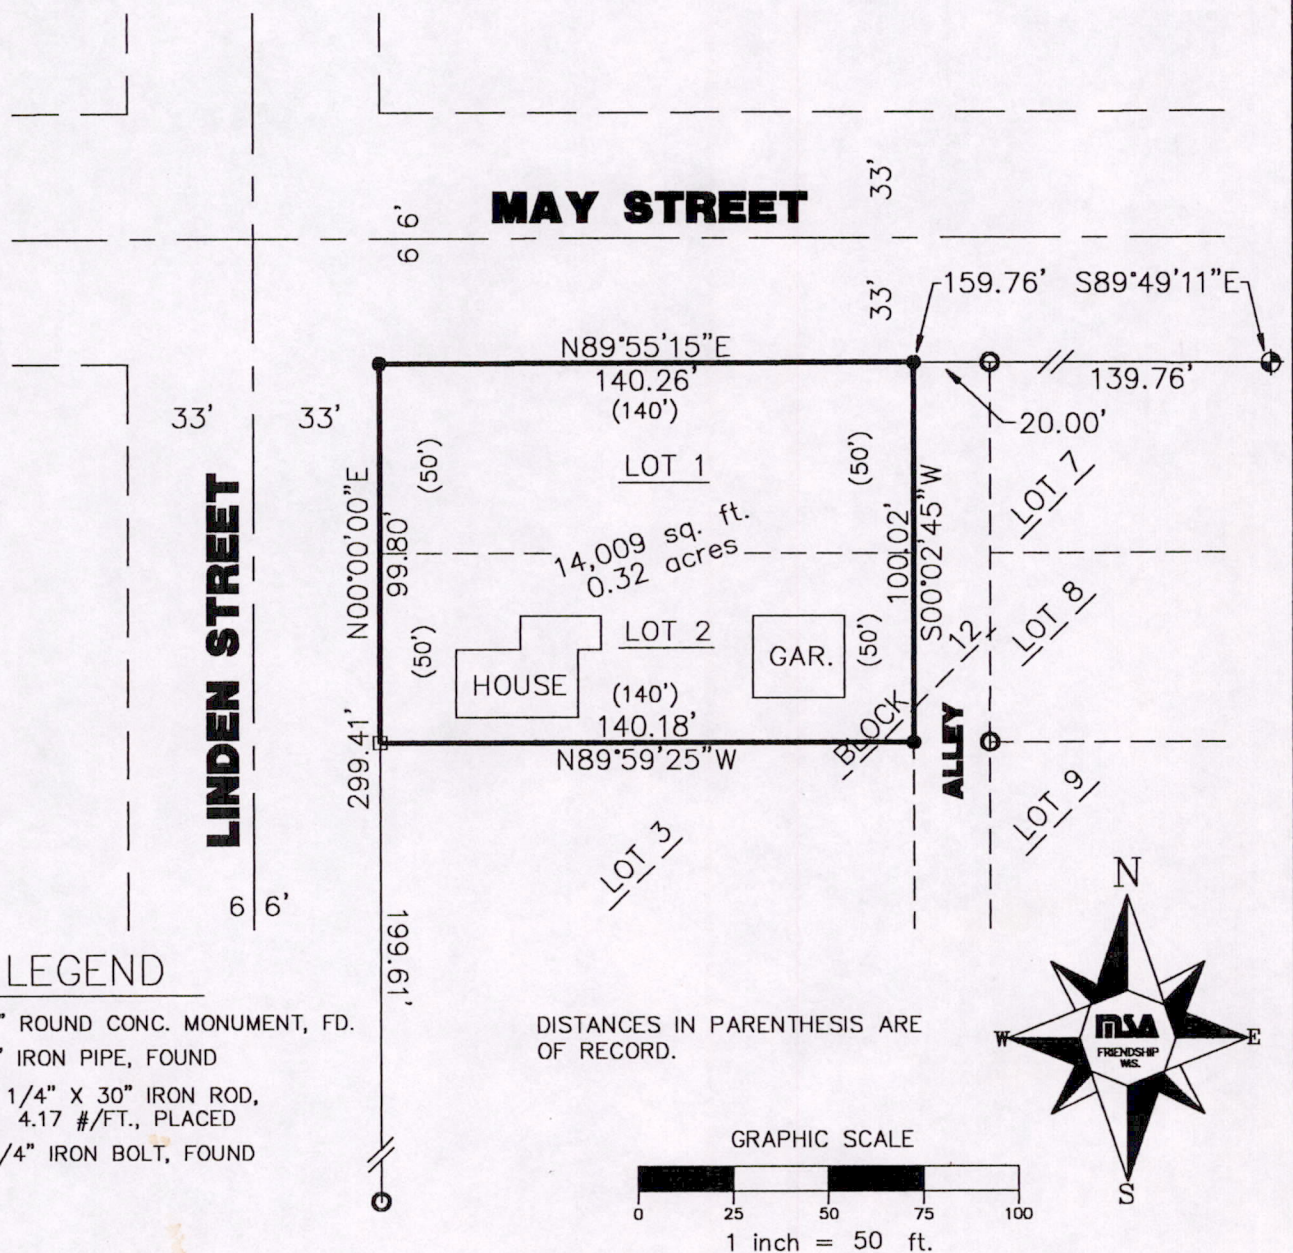 MAY STREET
33'
66'
33'
159.76' S89°49'11"E
N89°55'15"E
140.26'
(140')
139.76'
20.00'
33' 33'
(50')
LOT 1
(50')
LOT 7
LINDEN STREET
N00°00'00"E
99.80'
14,009 sq. ft.
0.32 acres
100.02'
S00°02'45"W
LOT 8
(50')
LOT 2
(50')
HOUSE
GAR.
(140')
140.18'
N89°59'25"W
BLOCK 12
ALLEY
299.41'
LOT 9
LOT 3
66'
199.61'
LEGEND
" ROUND CONC. MONUMENT, FD.
" IRON PIPE, FOUND
1/4" X 30" IRON ROD,
4.17 #/FT., PLACED
/4" IRON BOLT, FOUND
DISTANCES IN PARENTHESIS ARE
OF RECORD.
N
W
E
S
MSA
FRIENDSHIP
WIS.
GRAPHIC SCALE
0 25 50 75 100
1 inch = 50 ft.